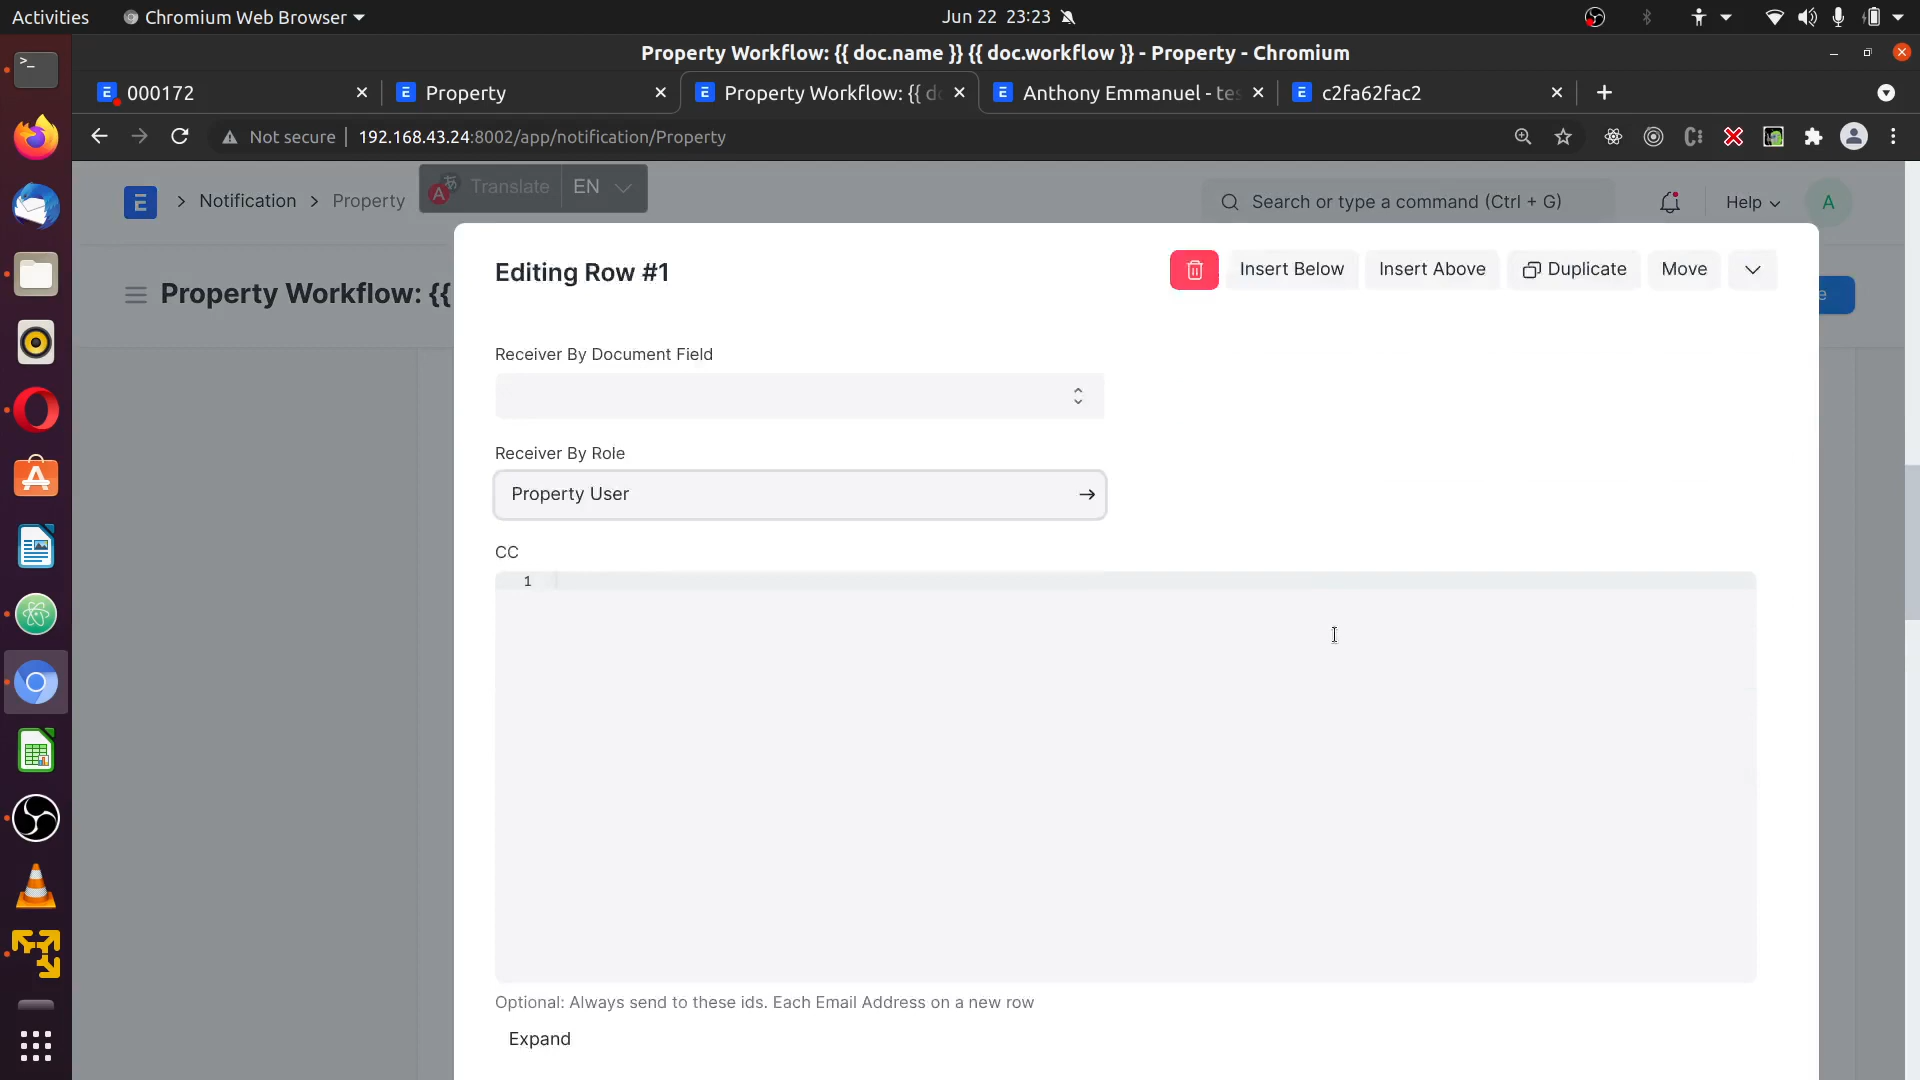 Activities
Chromium Web Browser
Jun 22 23:23
Property Workflow: {{ doc.name }} {{ doc.workflow }} - Property - Chromium
000172
Property
Property Workflow: {{ d
Anthony Emmanuel - te
c2fa62fac2
Not secure
192.168.43.24:8002/app/notification/Property
E
Notification
Property
Translate
EN
Search or type a command (Ctrl + G)
Help
A
Property Workflow: {{
Editing Row #1
Insert Below
Insert Above
Duplicate
Move
Receiver By Document Field
Receiver By Role
Property User
CC
1
Optional: Always send to these ids. Each Email Address on a new row
Expand